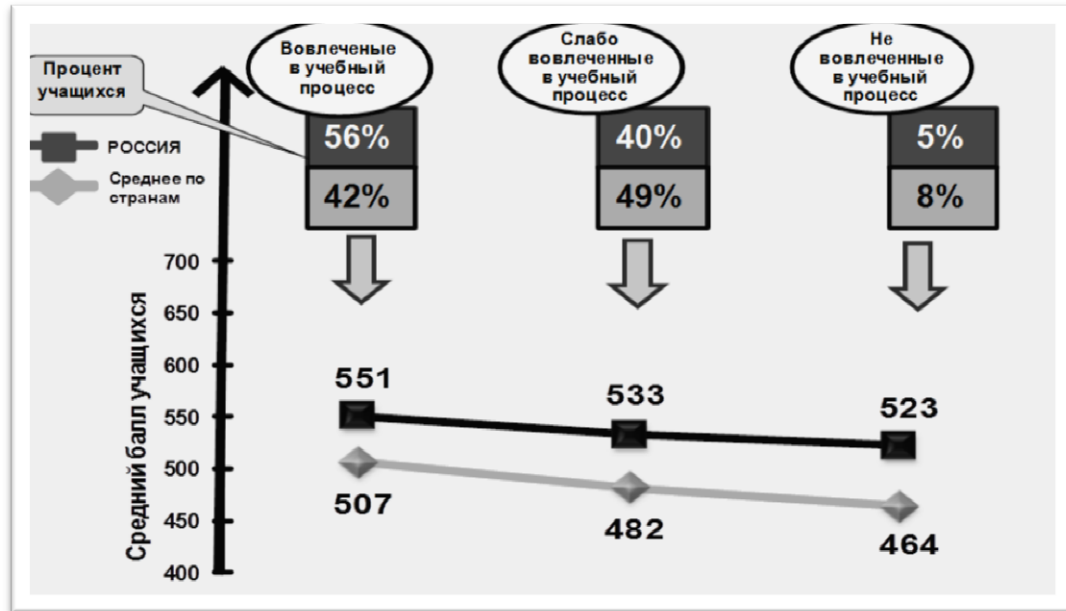 Процент
учащихся
РОССИЯ
Среднее по
странам
Вовлеченые
в учебный
процесс
Слабо
вовлеченные
в учебный
процесс
Не
вовлеченные
в учебный
процесс
56%
40%
5%
42%
49%
8%
Средний балл учащихся
700
650
600
550
500
450
400
551
533
523
507
482
464